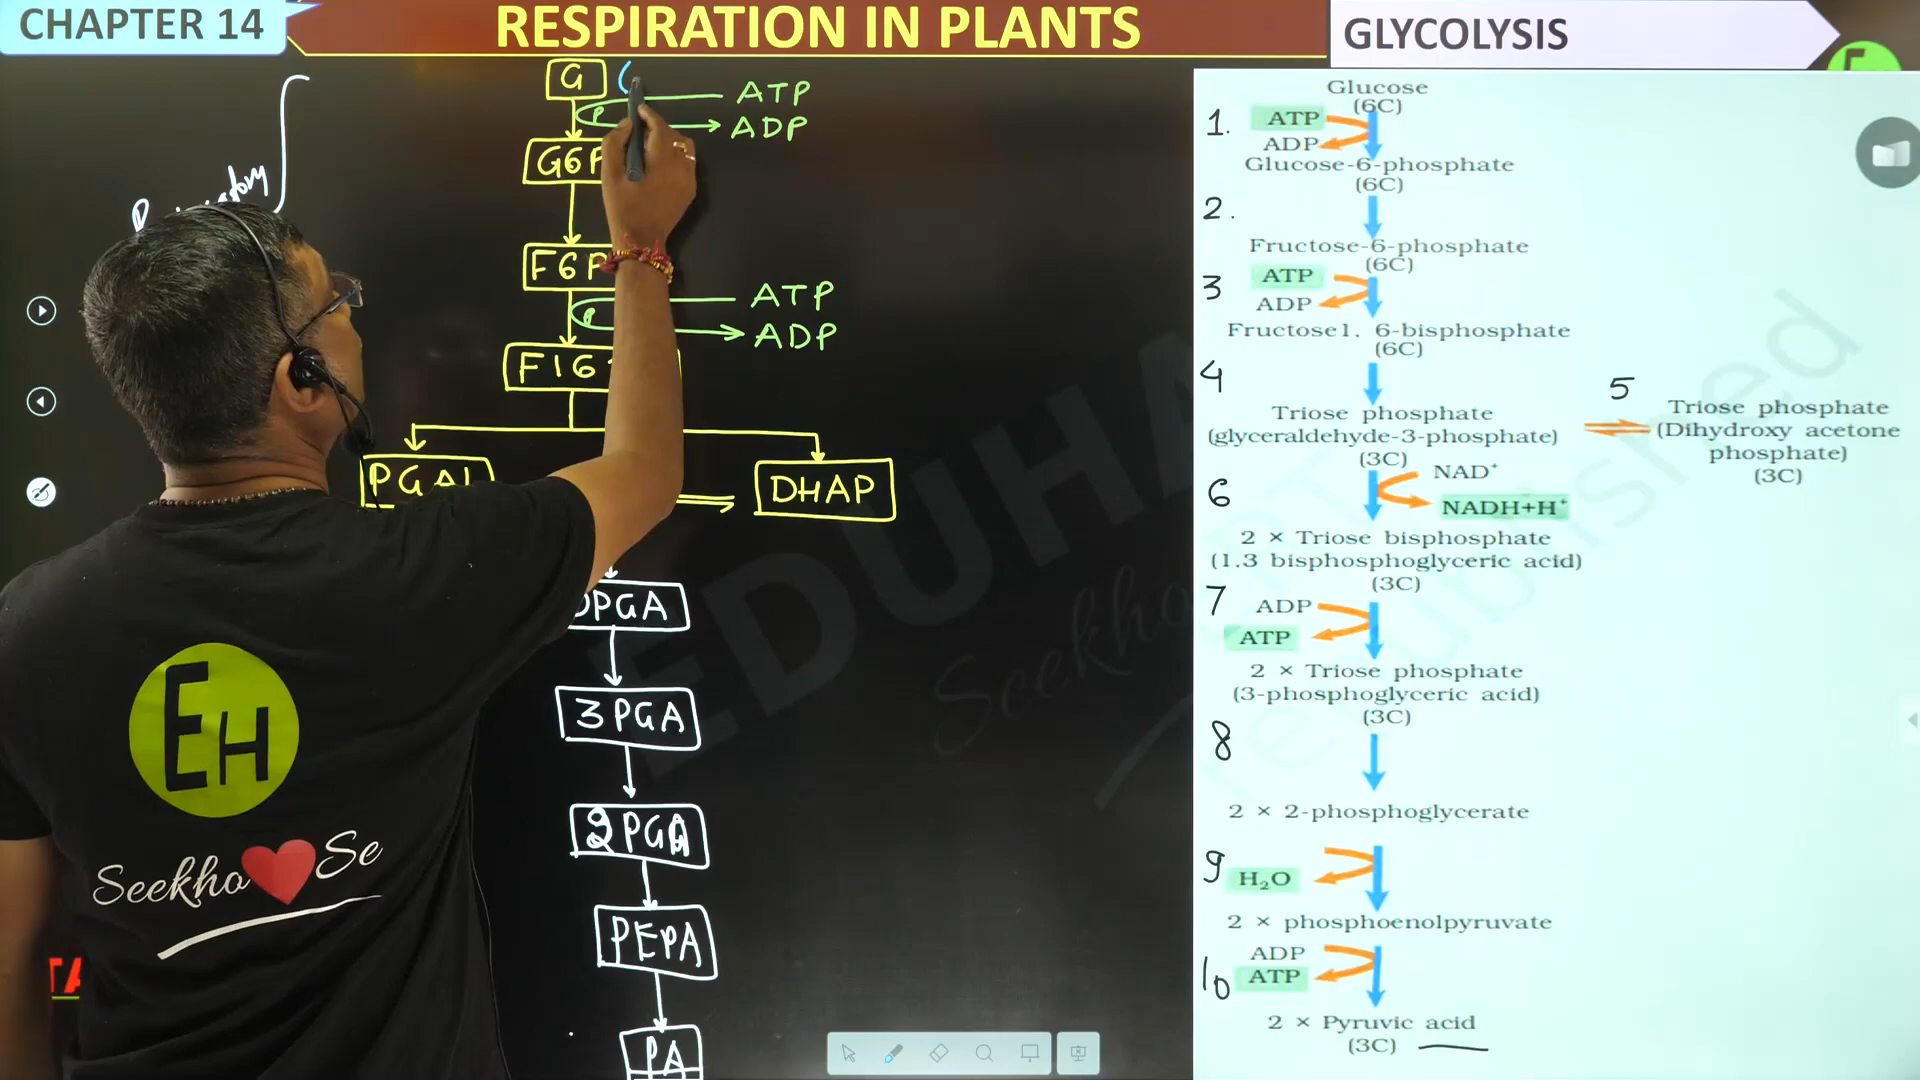 CHAPTER 14
RESPIRATION IN PLANTS
GLYCOLYSIS
G (
ATP
P
ADP
G6P
F6P
ATP
P
ADP
F16
PGAL
DHAP
DPGA
3PGA
2PGA
PEPA
PA
EH
Seekho Se
TA
EDUHA
Seekho
Glucose
(6C)
1.
ATP
ADP
Glucose-6-phosphate
(6C)
2.
Fructose-6-phosphate
(6C)
3
ATP
ADP
Fructose1, 6-bisphosphate
(6C)
4
Triose phosphate
(glyceraldehyde-3-phosphate)
(3C)
5
Triose phosphate
(Dihydroxy acetone
phosphate)
(3C)
6
NAD+
NADH+H+
2 × Triose bisphosphate
(1,3 bisphosphoglyceric acid)
(3C)
7
ADP
ATP
2 × Triose phosphate
(3-phosphoglyceric acid)
(3C)
8
2 × 2-phosphoglycerate
9
H₂O
2 × phosphoenolpyruvate
10
ADP
ATP
2 × Pyruvic acid
(3C)